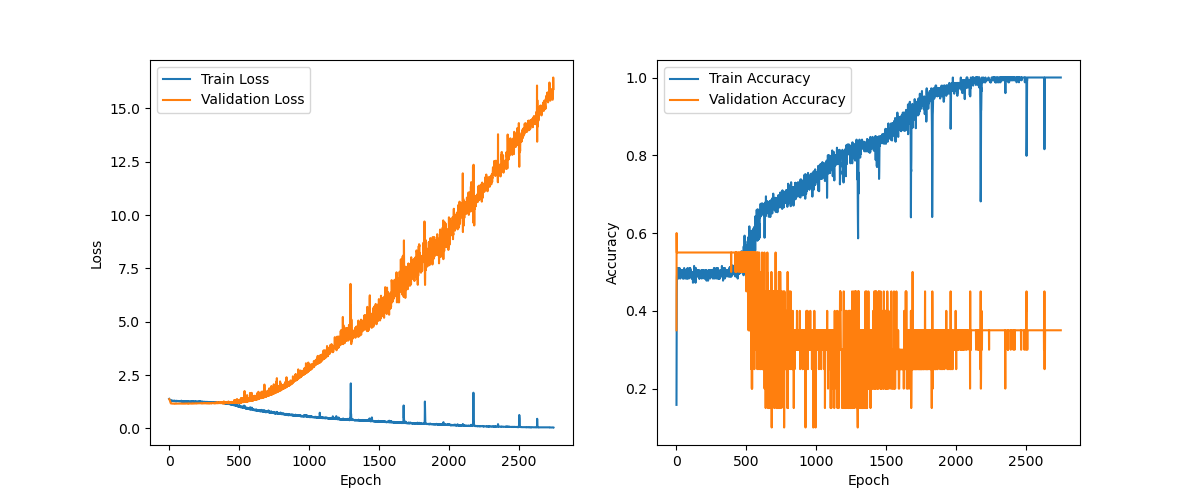 Train Loss
Validation Loss
15.0
12.5
10.0
7.5
5.0
2.5
0.0
Loss
0 500 1000 1500 2000 2500
Epoch
Train Accuracy
Validation Accuracy
1.0
0.8
0.6
0.4
0.2
Accuracy
0 500 1000 1500 2000 2500
Epoch